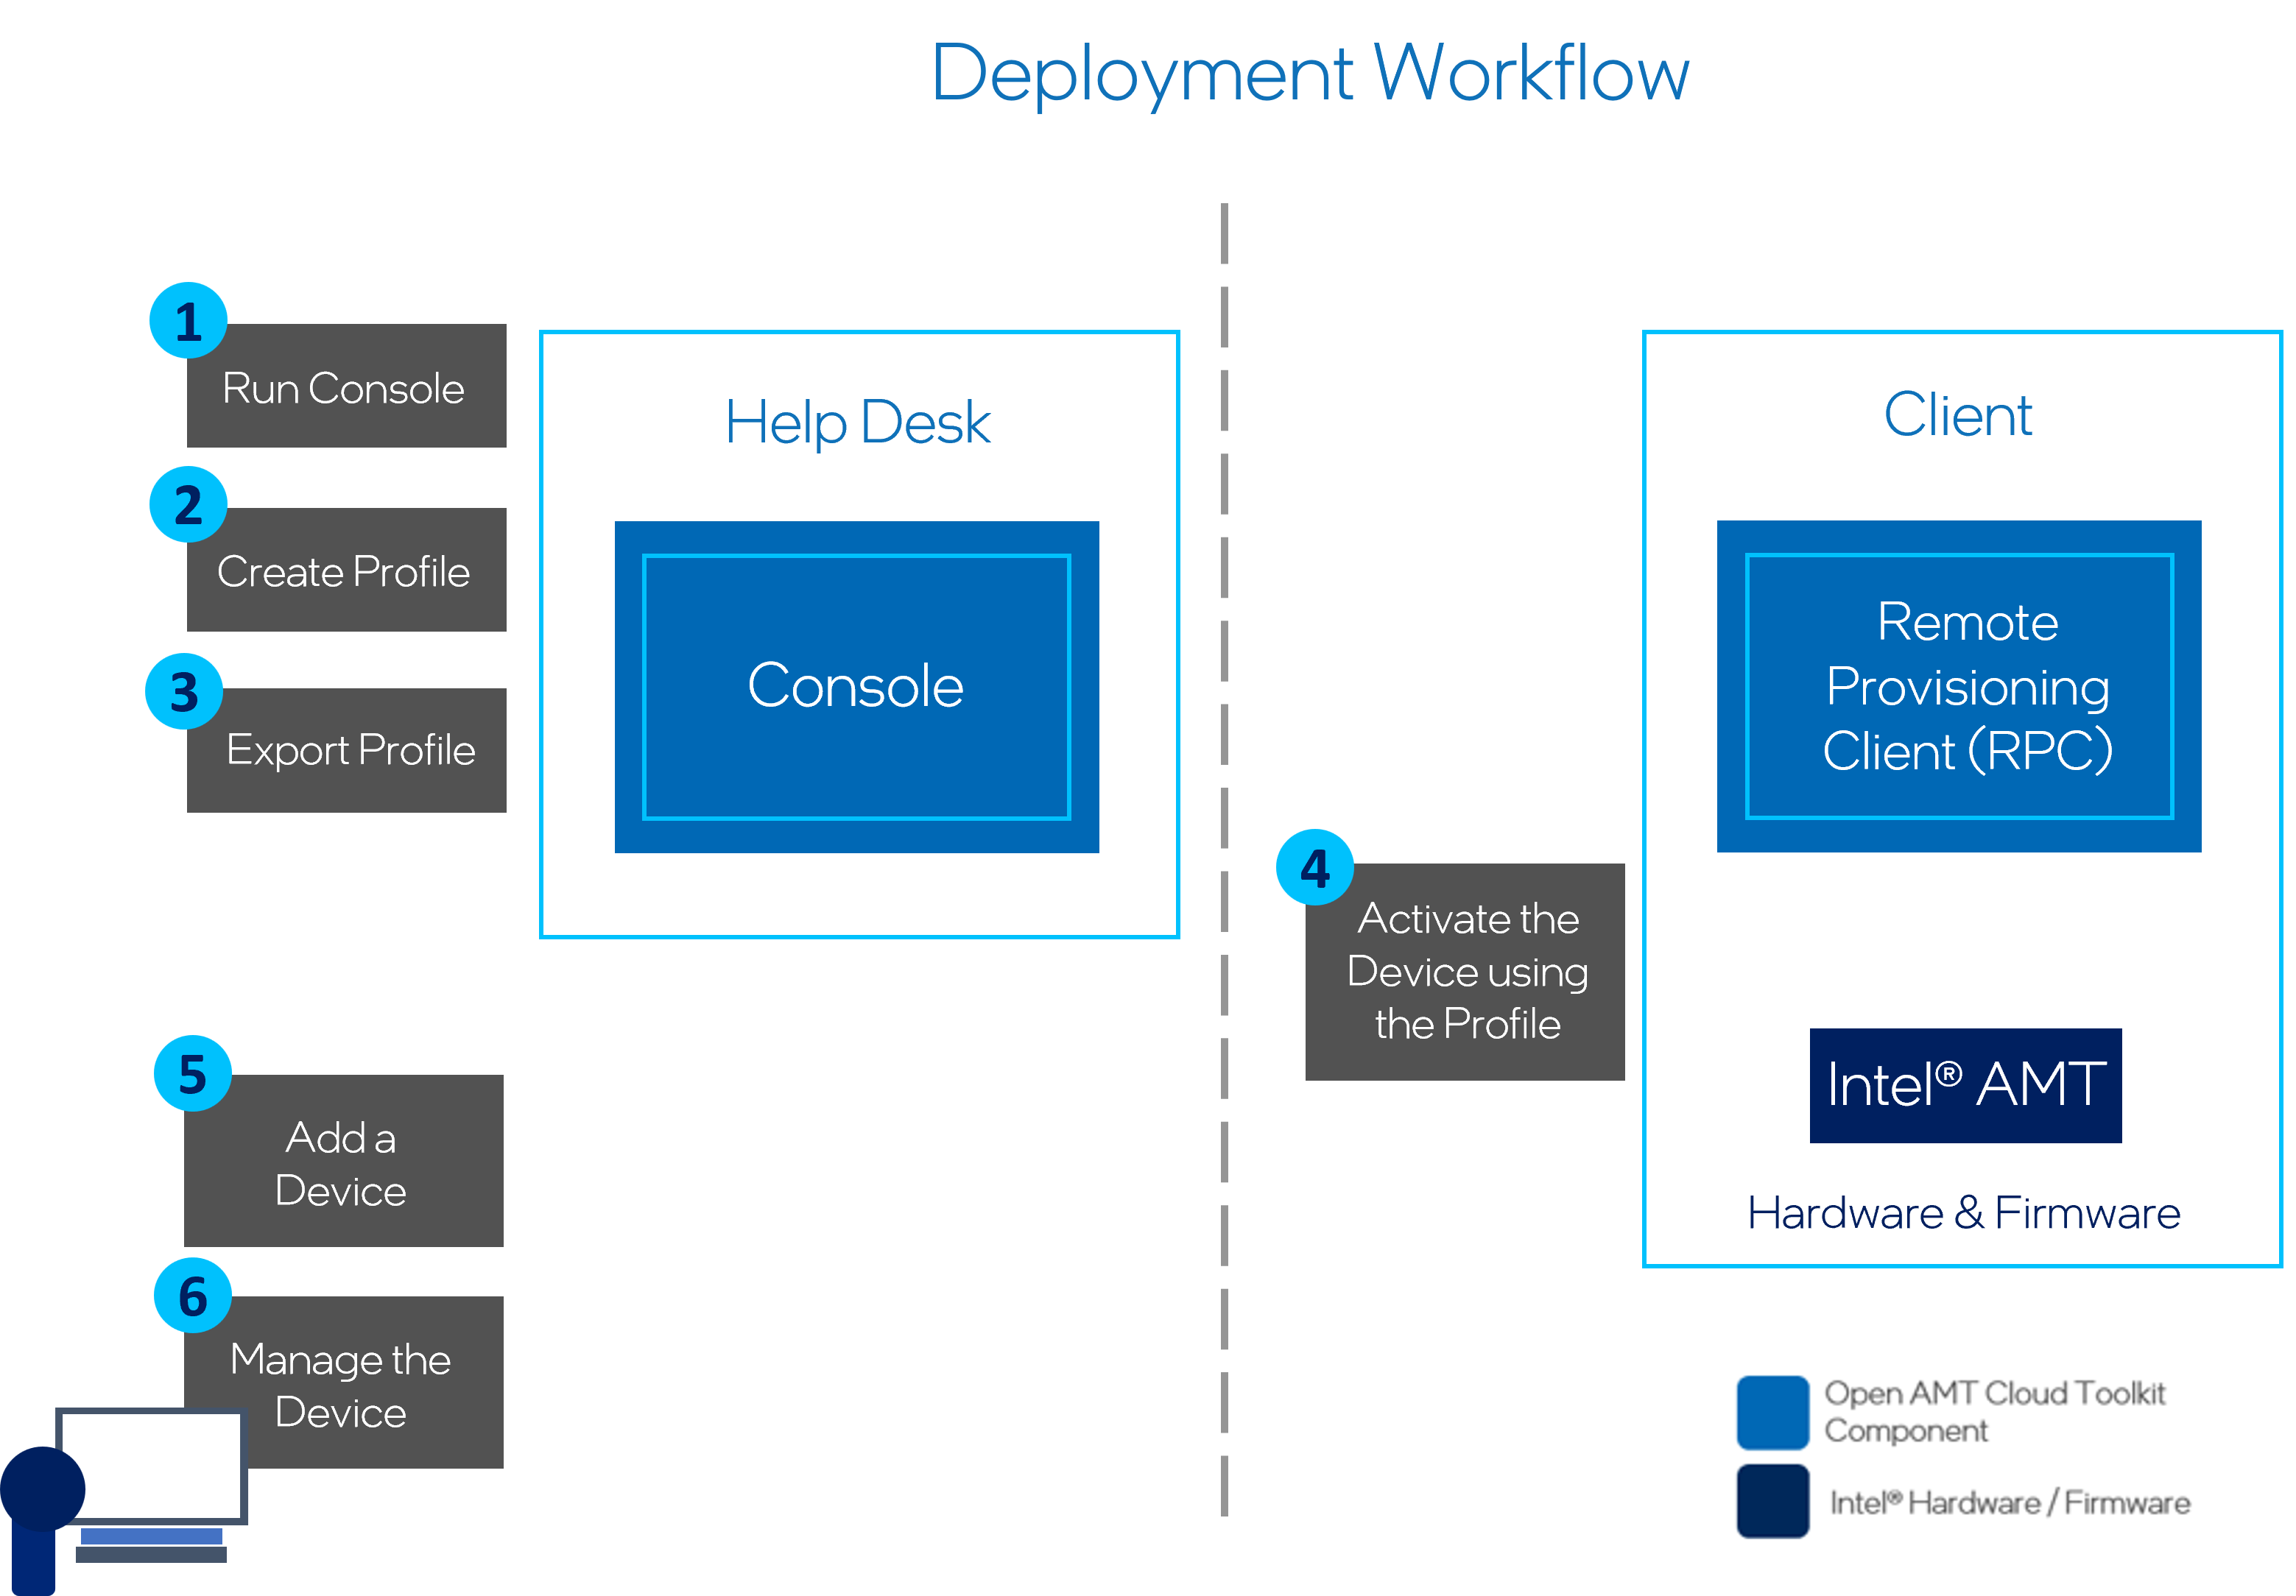 Deployment Workflow
1
Run Console
2
Create Profile
3
Export Profile
Help Desk
Console
4
Activate the
Device using
the Profile
Client
Remote
Provisioning
Client (RPC)
Intel® AMT
Hardware & Firmware
5
Add a
Device
6
Manage the
Device
Open AMT Cloud Toolkit
Component
Intel® Hardware / Firmware